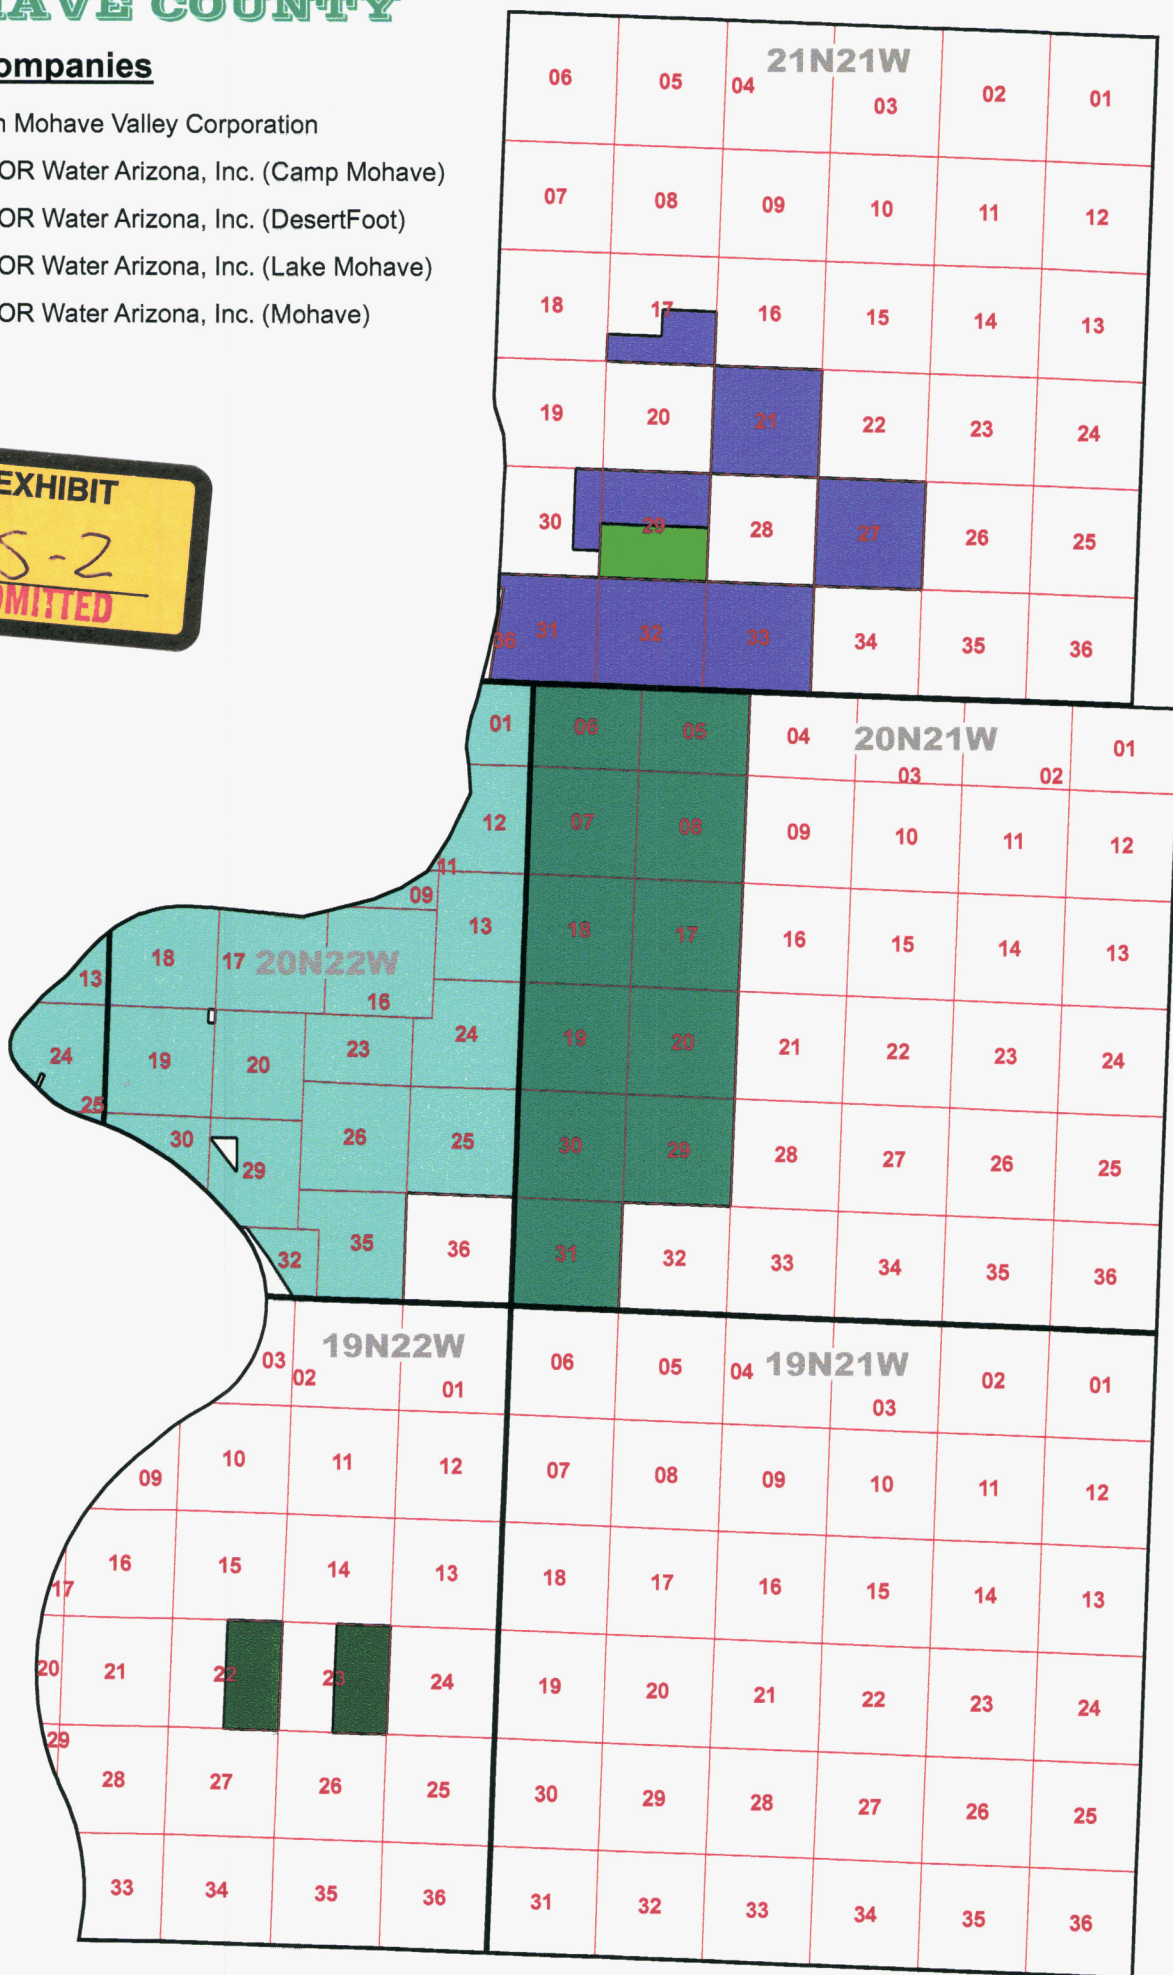 AVE COUNTY
ompanies
n Mohave Valley Corporation
OR Water Arizona, Inc. (Camp Mohave)
OR Water Arizona, Inc. (DesertFoot)
OR Water Arizona, Inc. (Lake Mohave)
OR Water Arizona, Inc. (Mohave)
EXHIBIT
S-2
MITTED
21N21W
06 05 04 03 02 01
07 08 09 10 11 12
18 17 16 15 14 13
19 20 21 22 23 24
30 29 28 27 26 25
36 31 32 33 34 35 36
20N21W
01 06 05 04 03 02 01
12 07 08 09 10 11 12
11
09
13 18 17 16 15 14 13
20N22W
13 18 17 16
24 19 20 23 24 19 20 21 22 23 24
25
30 29 26 25 30 29 28 27 26 25
32 35 36 31 32 33 34 35 36
19N22W
19N21W
03 02 01 06 05 04 03 02 01
09 10 11 12 07 08 09 10 11 12
17 16 15 14 13 18 17 16 15 14 13
20 21 22 23 24 19 20 21 22 23 24
29
28 27 26 25 30 29 28 27 26 25
33 34 35 36 31 32 33 34 35 36